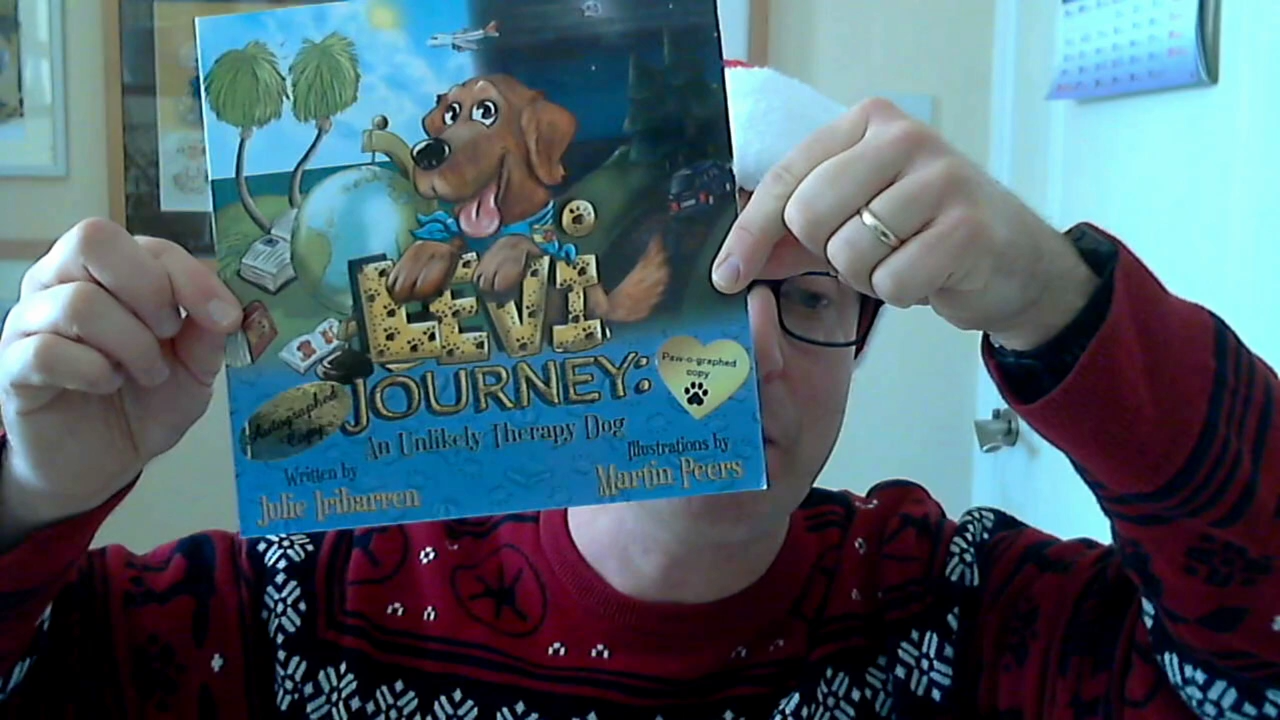 LEVI
JOURNEY:
Paw-o-graphed
copy
Autographed
Copy
An Unlikely Therapy Dog
Written by
Julie Iribarren
Illustrations by
Martin Peers